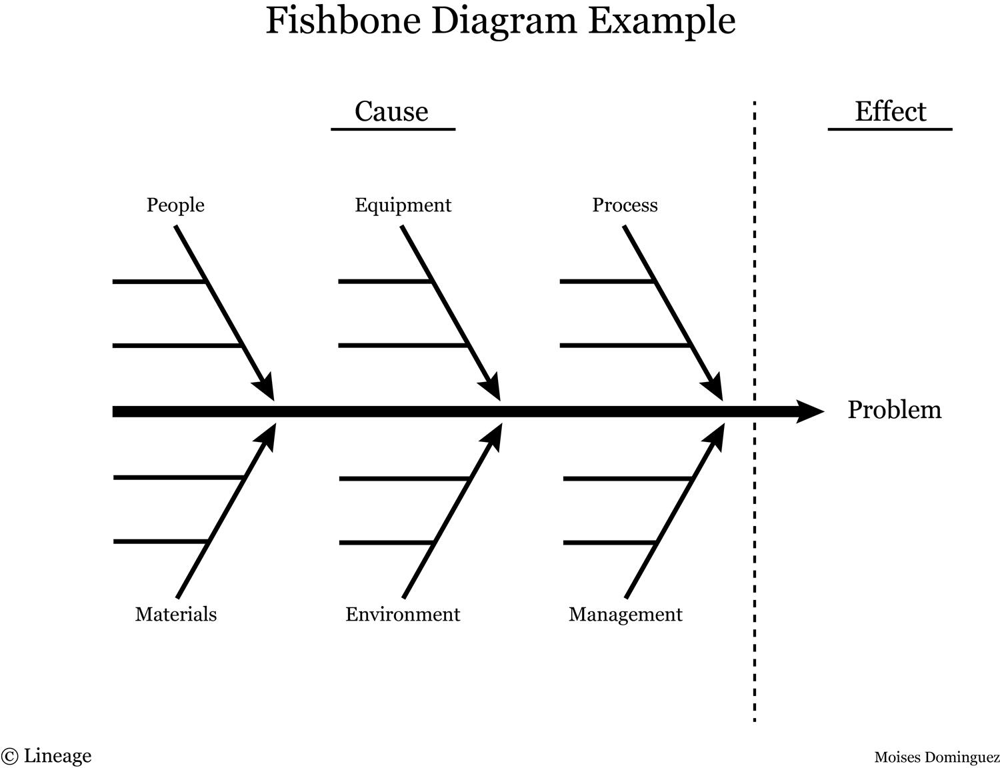 Fishbone Diagram Example
Cause
Effect
People
Equipment
Process
Problem
Materials
Environment
Management
© Lineage
Moises Dominguez